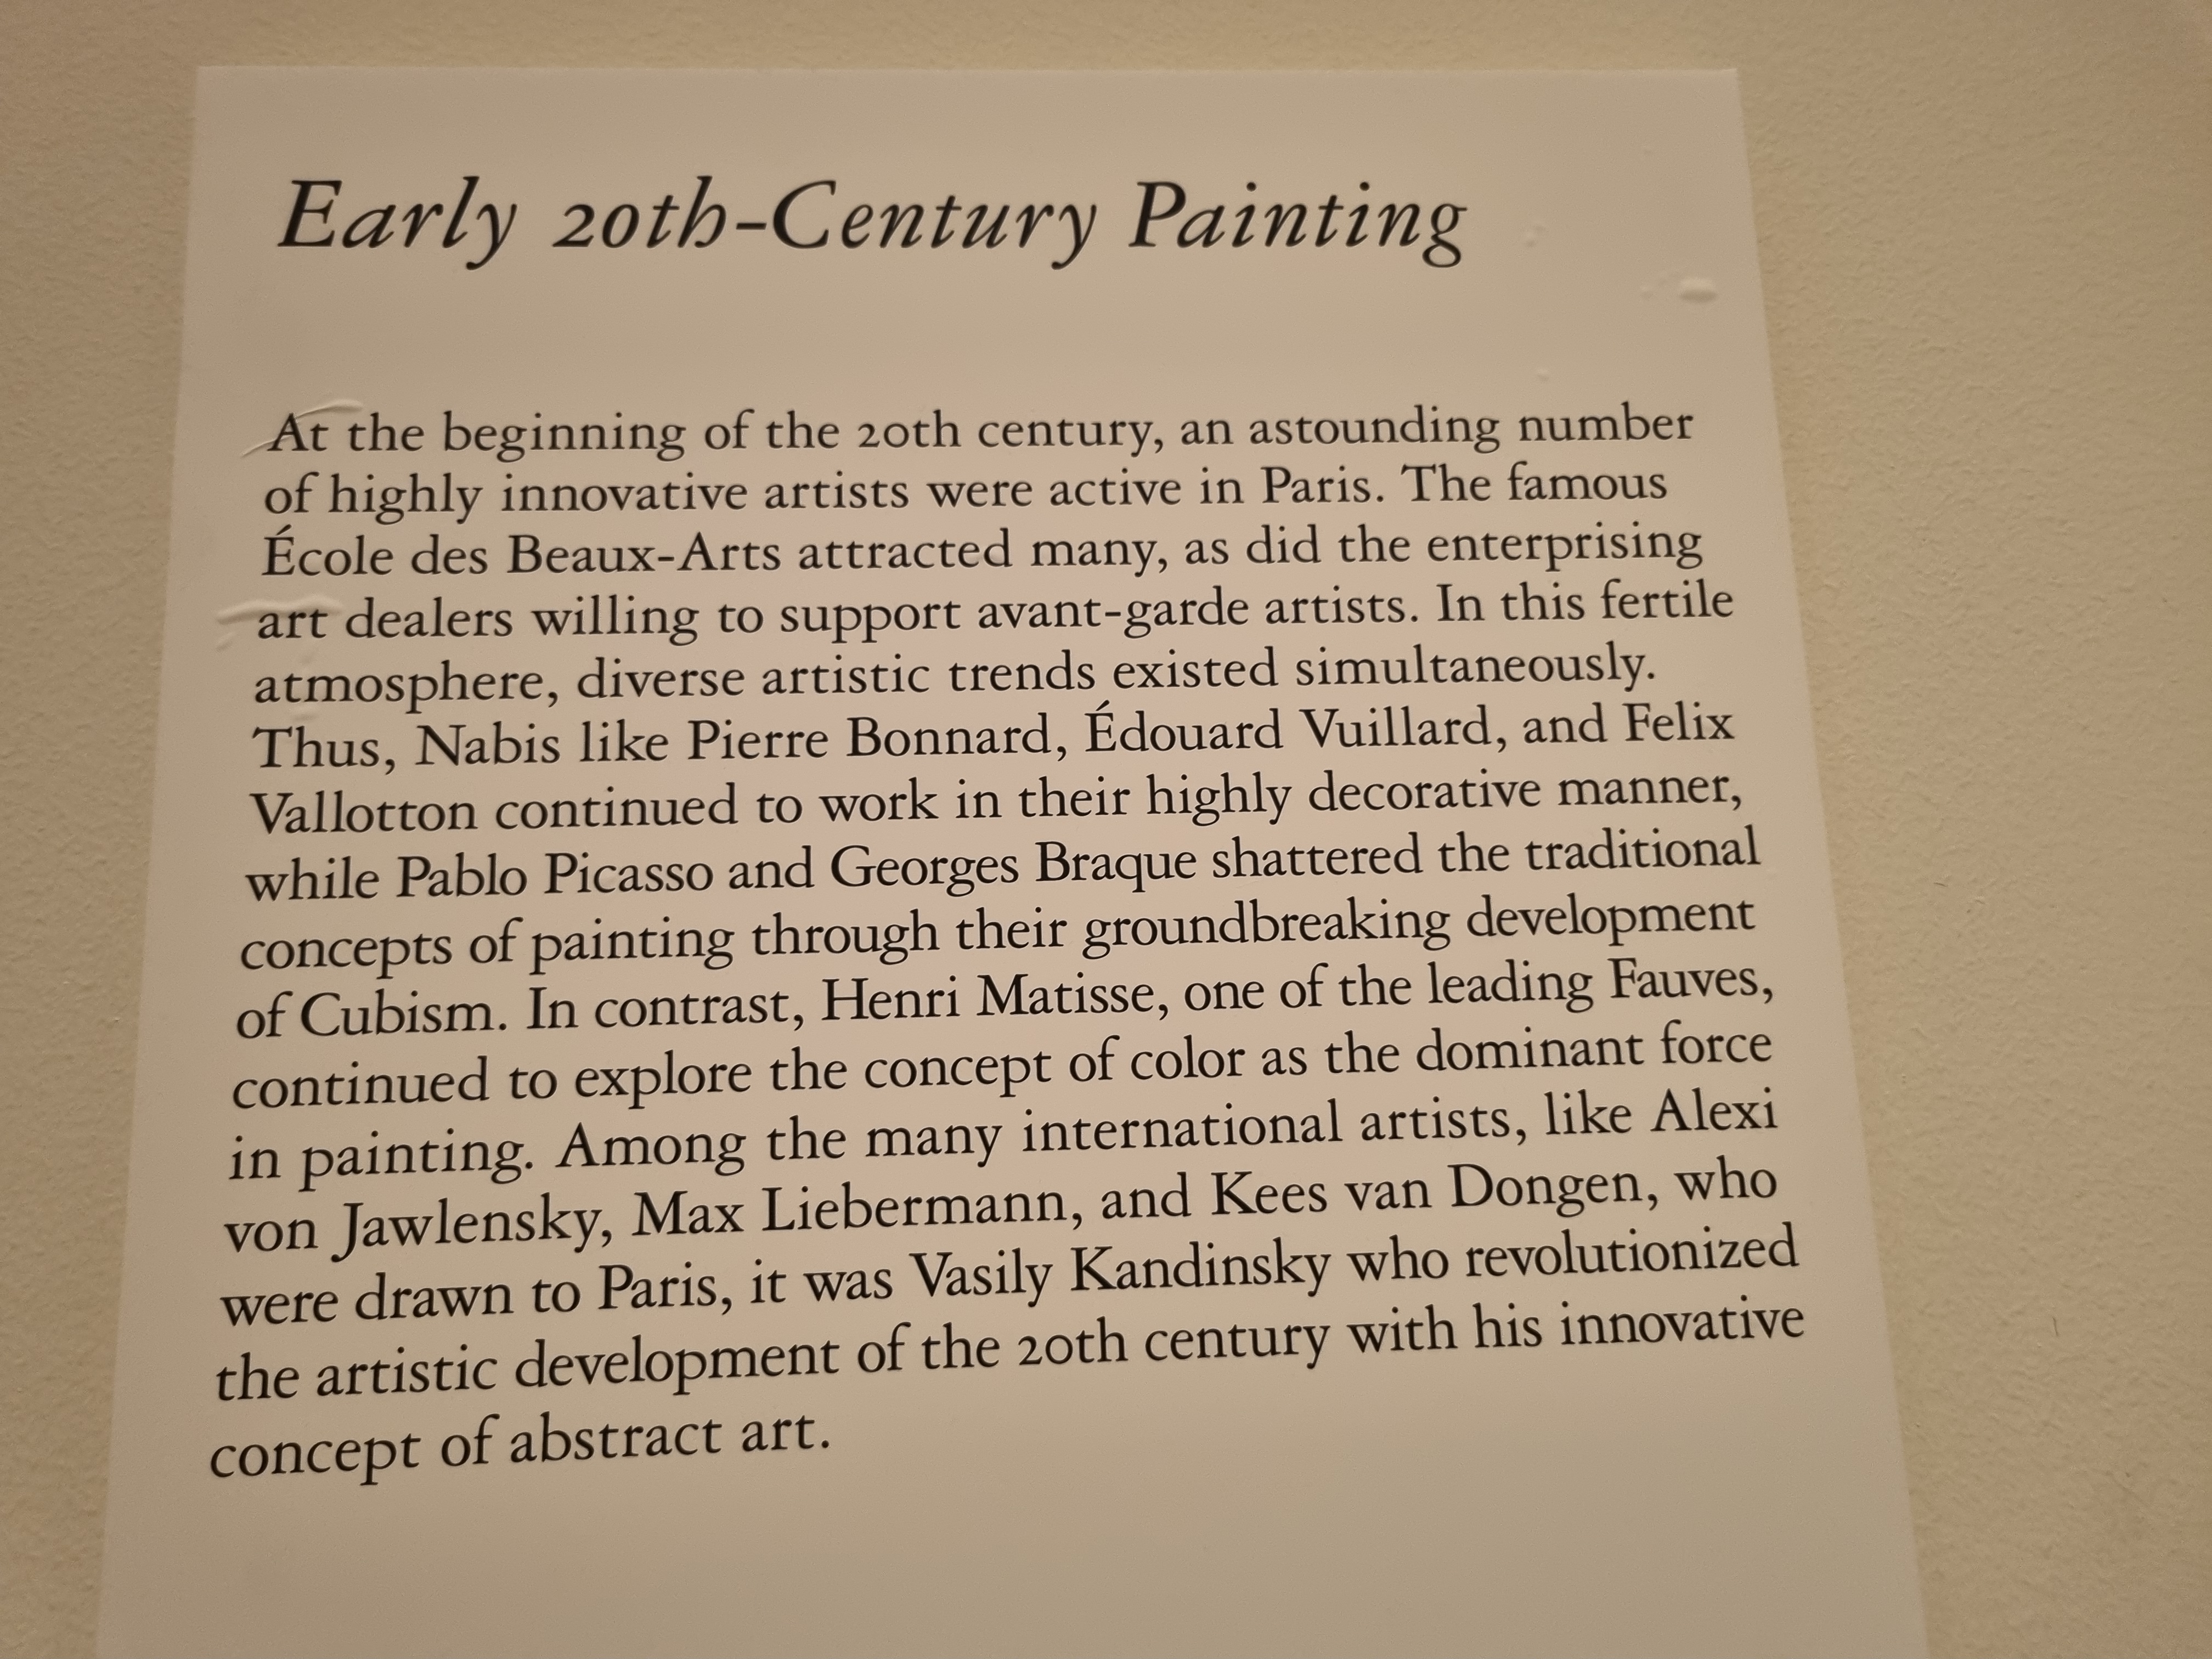 Early 20th-Century Painting
At the beginning of the 20th century, an astounding number
of highly innovative artists were active in Paris. The famous
École des Beaux-Arts attracted many, as did the enterprising
art dealers willing to support avant-garde artists. In this fertile
atmosphere, diverse artistic trends existed simultaneously.
Thus, Nabis like Pierre Bonnard, Édouard Vuillard, and Felix
Vallotton continued to work in their highly decorative manner,
while Pablo Picasso and Georges Braque shattered the traditional
concepts of painting through their groundbreaking development
of Cubism. In contrast, Henri Matisse, one of the leading Fauves,
continued to explore the concept of color as the dominant force
in painting. Among the many international artists, like Alexi
von Jawlensky, Max Liebermann, and Kees van Dongen, who
were drawn to Paris, it was Vasily Kandinsky who revolutionized
the artistic development of the 20th century with his innovative
concept of abstract art.